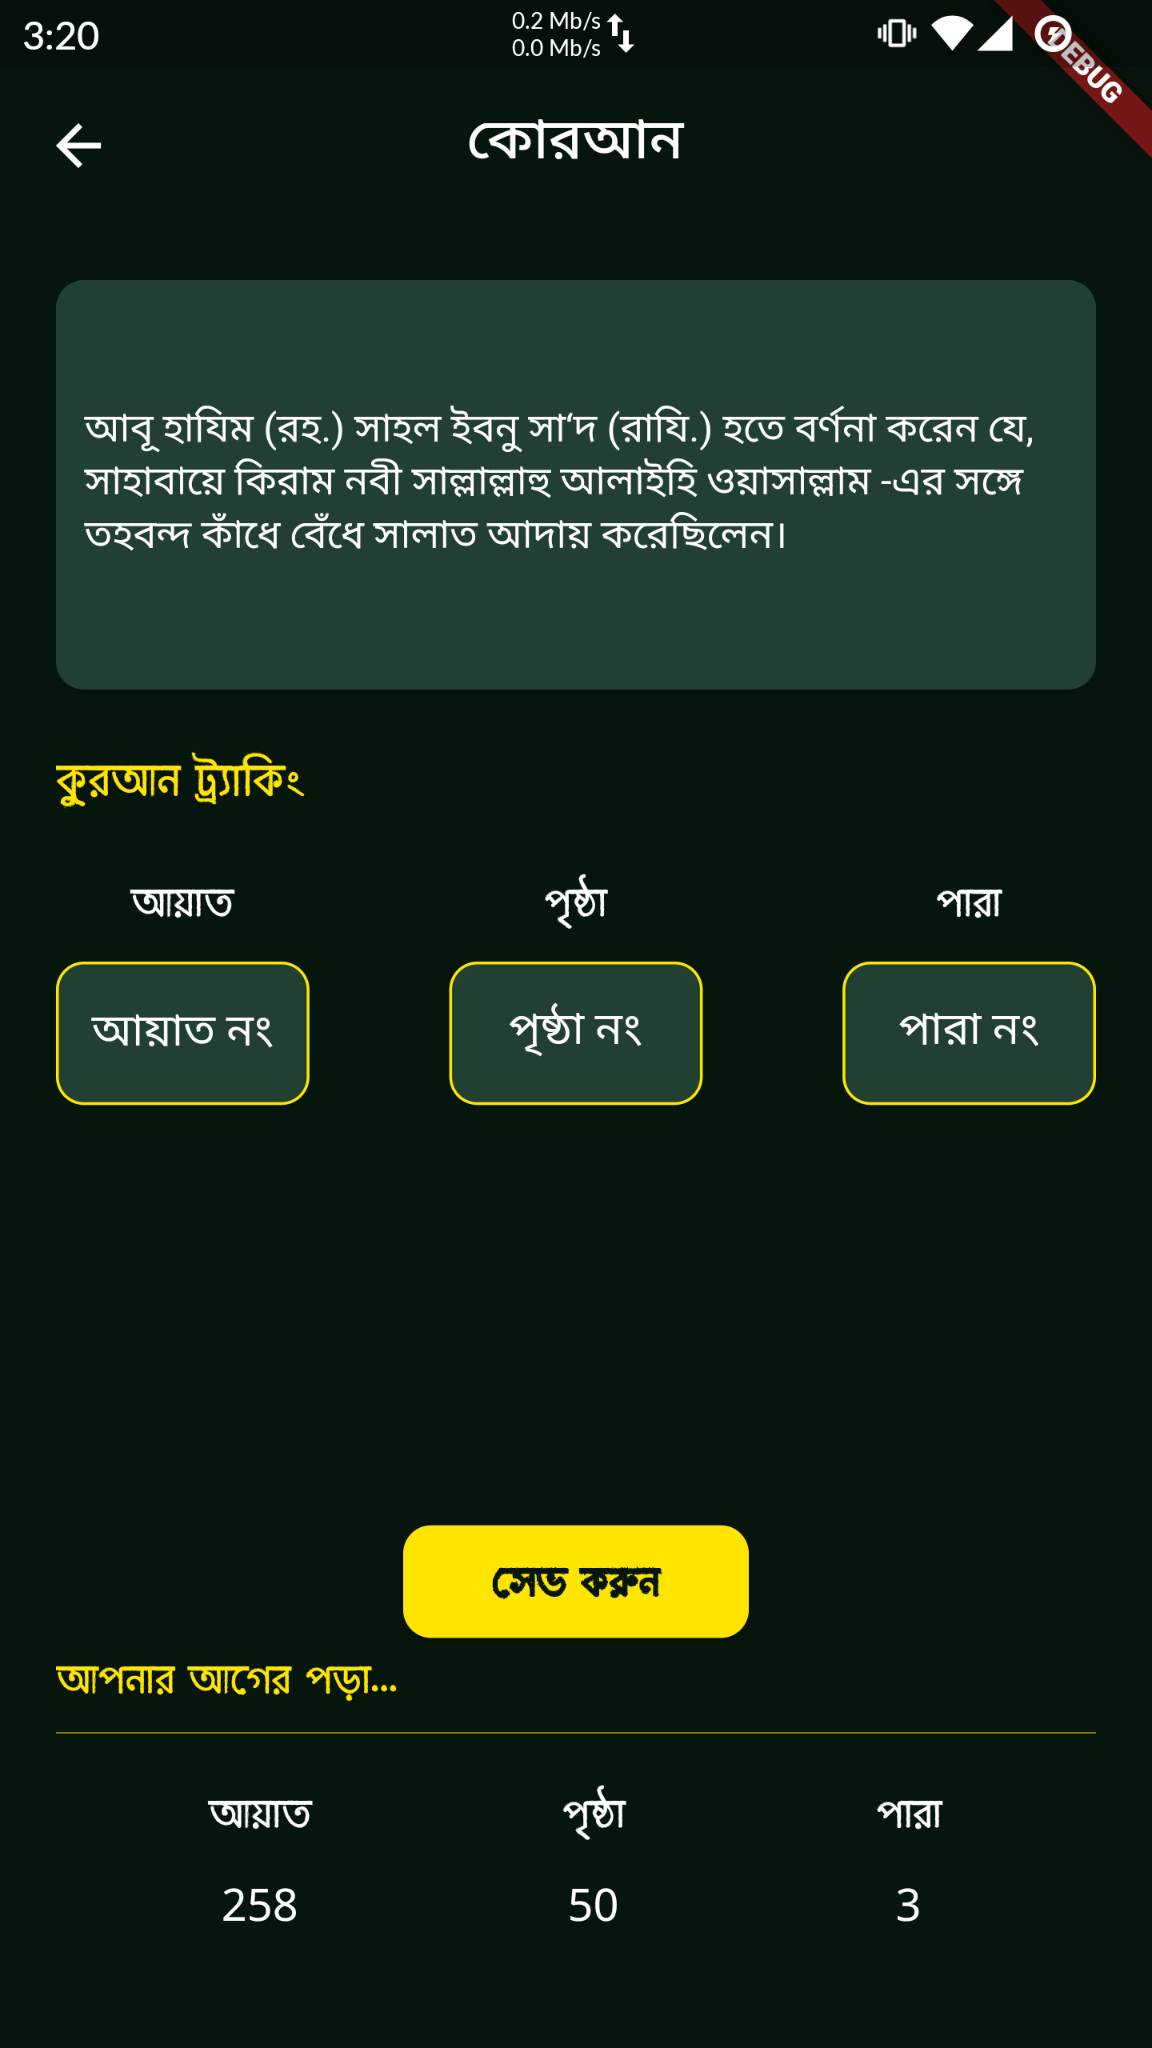 3:20
0.2 Mb/s
0.0 Mb/s
DEBUG
কোরআন
আবূ হাযিম (রহ.) সাহল ইবনু সা‘দ (রাযি.) হতে বর্ণনা করেন যে,
সাহাবায়ে কিরাম নবী সাল্লাল্লাহু আলাইহি ওয়াসাল্লাম -এর সঙ্গে
তহবন্দ কাঁধে বেঁধে সালাত আদায় করেছিলেন।
কুরআন ট্র্যাকিং
আয়াত পৃষ্ঠা পারা
আয়াত নং পৃষ্ঠা নং পারা নং
সেভ করুন
আপনার আগের পড়া...
আয়াত পৃষ্ঠা পারা
258 50 3